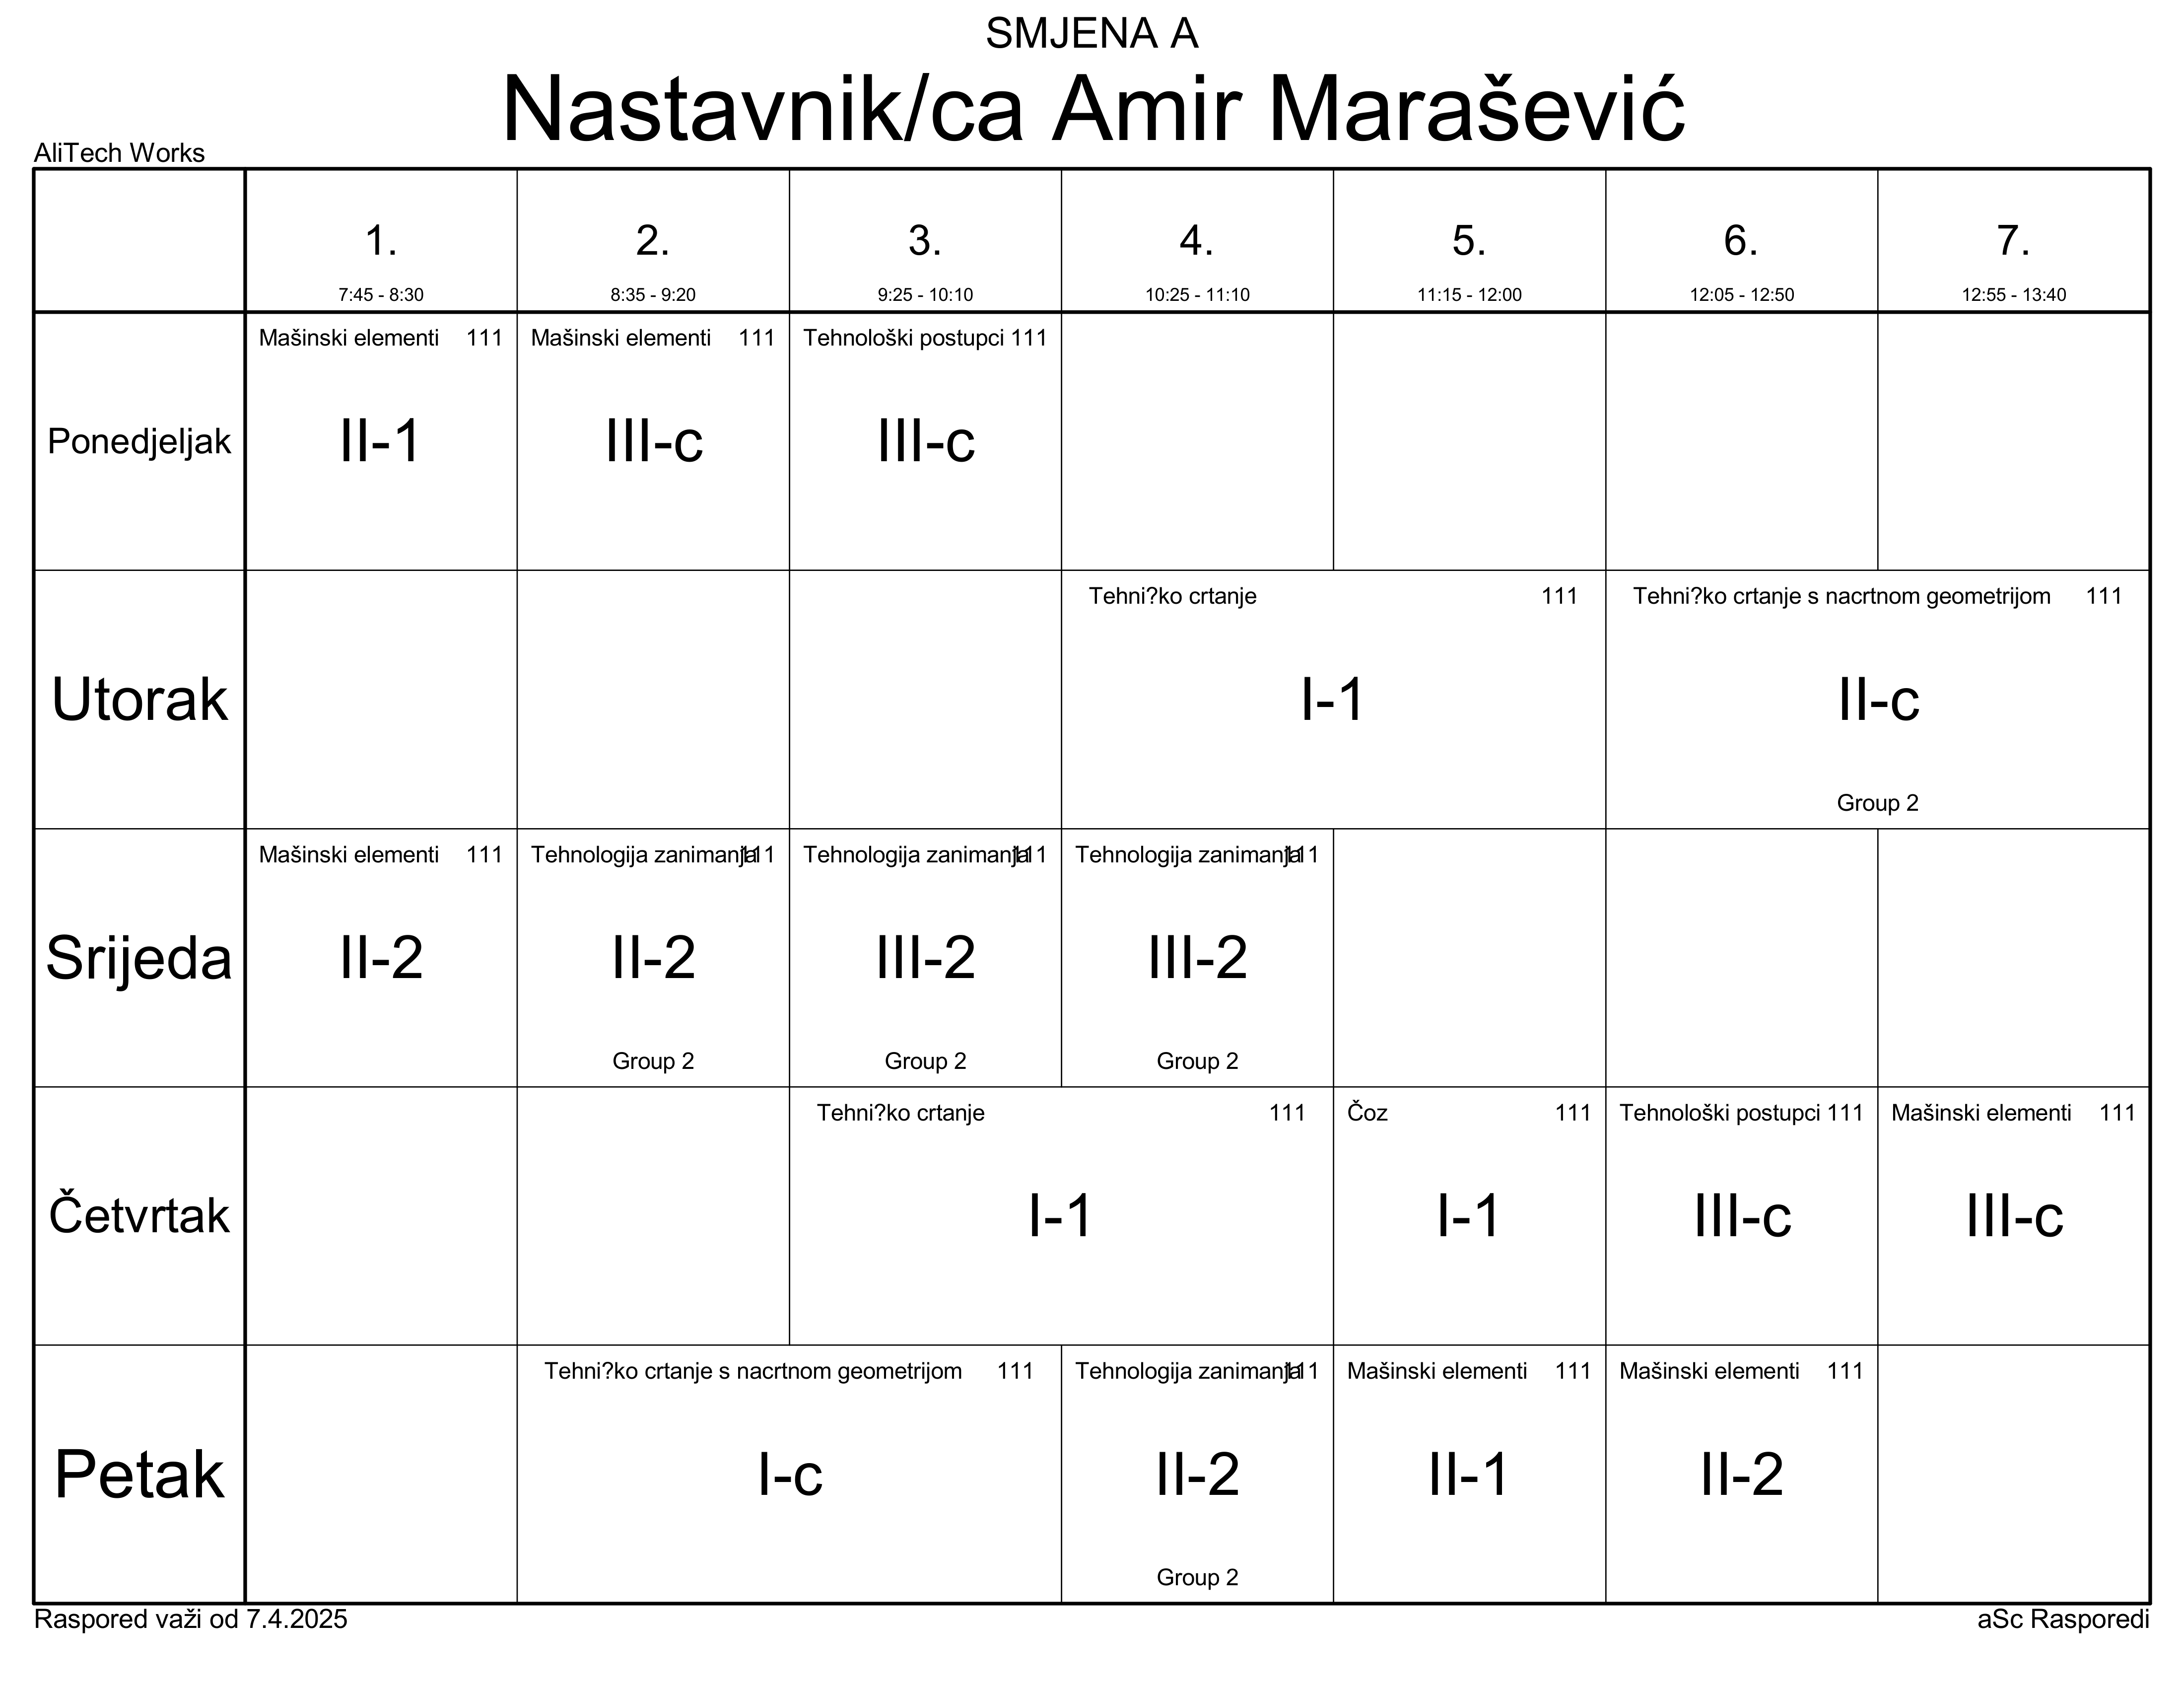 SMJENA A
Nastavnik/ca Amir Marašević
AliTech Works
1. 2. 3. 4. 5. 6. 7.
7:45 - 8:30 8:35 - 9:20 9:25 - 10:10 10:25 - 11:10 11:15 - 12:00 12:05 - 12:50 12:55 - 13:40
Mašinski elementi 111 Mašinski elementi 111 Tehnološki postupci 111
Ponedjeljak II-1 III-c III-c
Tehni?ko crtanje 111 Tehni?ko crtanje s nacrtnom geometrijom 111
Utorak I-1 II-c
Group 2
Mašinski elementi 111 Tehnologija zanimanja 111 Tehnologija zanimanja 111 Tehnologija zanimanja 111
Srijeda II-2 II-2 III-2 III-2
Group 2 Group 2 Group 2
Tehni?ko crtanje 111 Čoz 111 Tehnološki postupci 111 Mašinski elementi 111
Četvrtak I-1 I-1 III-c III-c
Tehni?ko crtanje s nacrtnom geometrijom 111 Tehnologija zanimanja 111 Mašinski elementi 111 Mašinski elementi 111
Petak I-c II-2 II-1 II-2
Group 2
Raspored važi od 7.4.2025 aSc Rasporedi